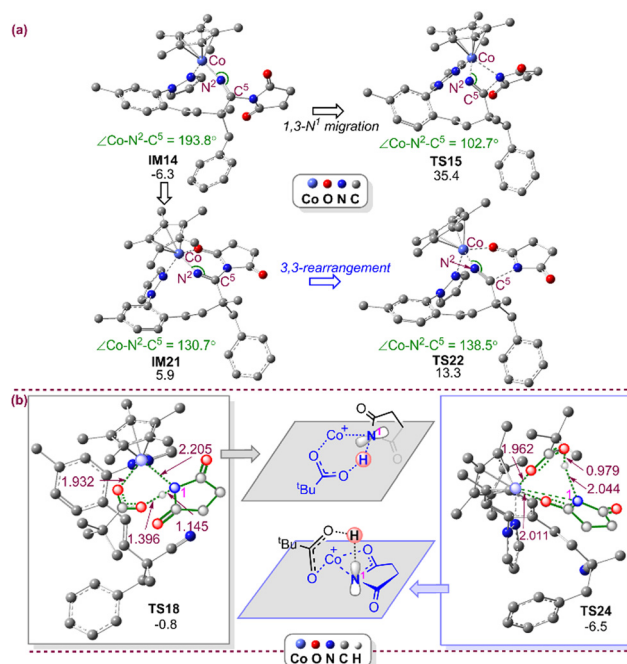 (a)
Co
N²
C⁵
∠Co-N²-C⁵ = 193.8°
IM14
-6.3
1,3-N¹ migration
Co
N²
C⁵
∠Co-N²-C⁵ = 102.7°
TS15
35.4
Co O N C
Co
N²
C⁵
∠Co-N²-C⁵ = 130.7°
IM21
5.9
3,3-rearrangement
Co
N²
C⁵
∠Co-N²-C⁵ = 138.5°
TS22
13.3
(b)
2.205
1.932
1
1.396
1.145
TS18
-0.8
O
Co⁺
N¹
O
O
H
ᵗBu
O
O
H
ᵗBu
O
Co⁺
O
N¹
O
1.962
0.979
2.044
1
2.011
TS24
-6.5
Co O N C H